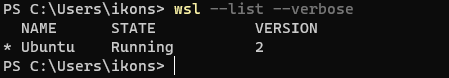 PS C:\Users\ikons> wsl --list --verbose
  NAME      STATE           VERSION
* Ubuntu    Running         2
PS C:\Users\ikons>